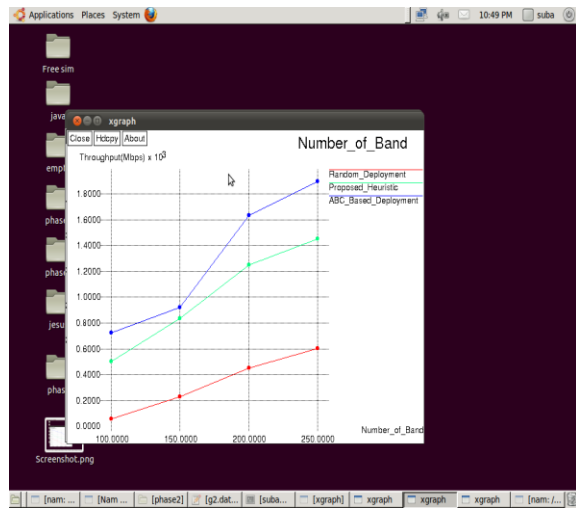 Applications Places System 10:49 PM suba
Free sim
java
empt
phase
phase
jesu
phas
Screenshot.png
xgraph
Close Hdcpy About
Number_of_Band
Throughput(Mbps) x 10^3
Random_Deployment
Proposed_Heuristic
ABC_Based_Deployment
1.8000
1.6000
1.4000
1.2000
1.0000
0.8000
0.6000
0.4000
0.2000
0.0000
100.0000 150.0000 200.0000 250.0000
Number_of_Band
[nam: ... [Nam ... [phase2] [g2.dat... [suba... [xgraph] xgraph xgraph xgraph [nam: /...